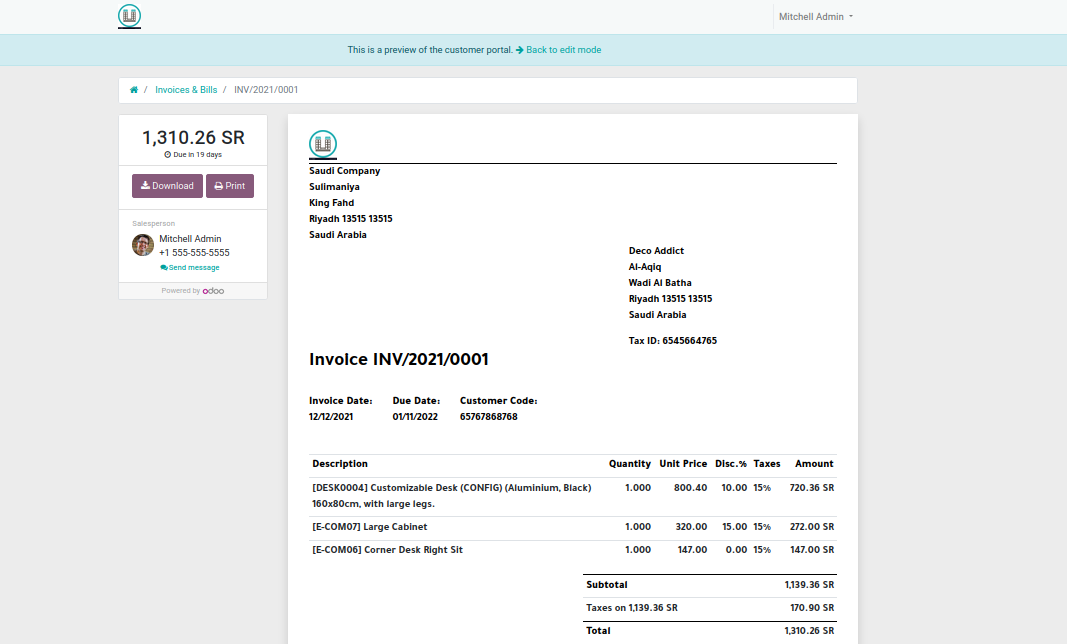 Mitchell Admin
This is a preview of the customer portal. Back to edit mode
/ Invoices & Bills / INV/2021/0001
1,310.26 SR
Due in 19 days
Download Print
Salesperson
Mitchell Admin
+1 555-555-5555
Send message
Powered by odoo
Saudi Company
Sulimaniya
King Fahd
Riyadh 13515 13515
Saudi Arabia
Deco Addict
Al-Aqiq
Wadi Al Batha
Riyadh 13515 13515
Saudi Arabia
Tax ID: 6545664765
Invoice INV/2021/0001
Invoice Date: Due Date: Customer Code:
12/12/2021 01/11/2022 65767868768
Description Quantity Unit Price Disc.% Taxes Amount
[DESK0004] Customizable Desk (CONFIG) (Aluminium, Black) 1.000 800.40 10.00 15% 720.36 SR
160x80cm, with large legs.
[E-COM07] Large Cabinet 1.000 320.00 15.00 15% 272.00 SR
[E-COM06] Corner Desk Right Sit 1.000 147.00 0.00 15% 147.00 SR
Subtotal 1,139.36 SR
Taxes on 1,139.36 SR 170.90 SR
Total 1,310.26 SR